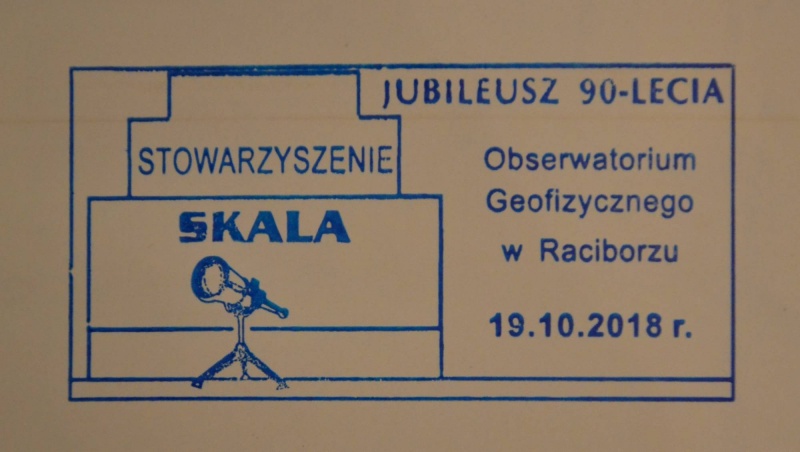 JUBILEUSZ 90-LECIA
STOWARZYSZENIE
SKALA
Obserwatorium
Geofizycznego
w Raciborzu
19.10.2018 r.